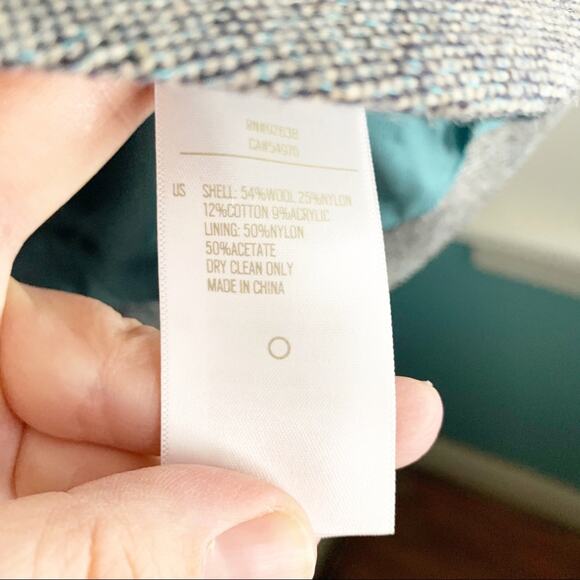 RN#92838
CA#54976
US SHELL: 54%WOOL 25%NYLON
12%COTTON 9%ACRYLIC
LINING: 50%NYLON
50%ACETATE
DRY CLEAN ONLY
MADE IN CHINA